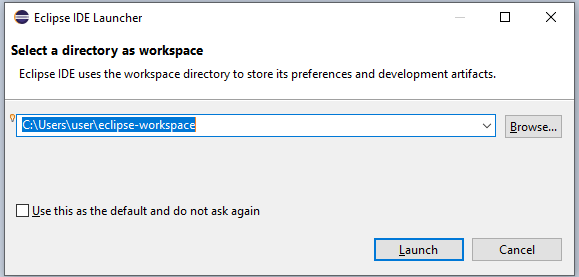 Eclipse IDE Launcher
Select a directory as workspace
Eclipse IDE uses the workspace directory to store its preferences and development artifacts.
C:\Users\user\eclipse-workspace
Browse...
Use this as the default and do not ask again
Launch
Cancel